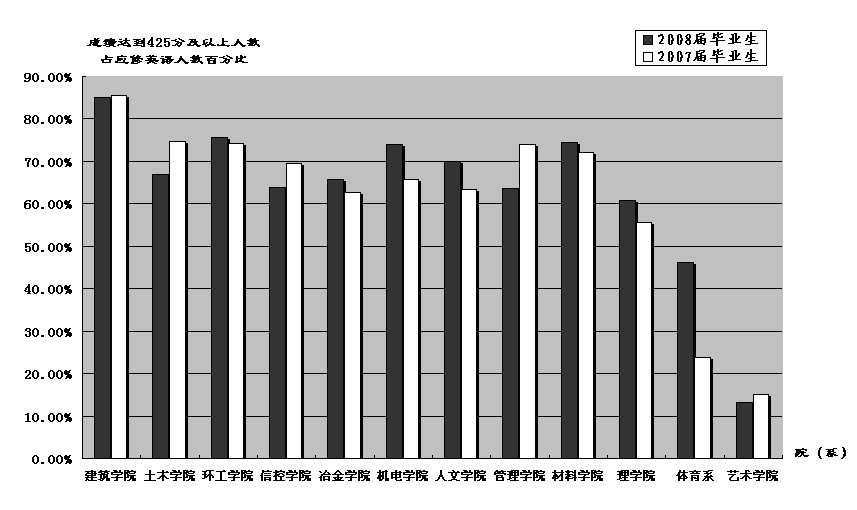 成绩达到425分及以上人数
占应修英语人数百分比
2008届毕业生
2007届毕业生
90.00%
80.00%
70.00%
60.00%
50.00%
40.00%
30.00%
20.00%
10.00%
0.00%
建筑学院 土木学院 环工学院 信控学院 冶金学院 机电学院 人文学院 管理学院 材料学院 理学院 体育系 艺术学院
院（系）